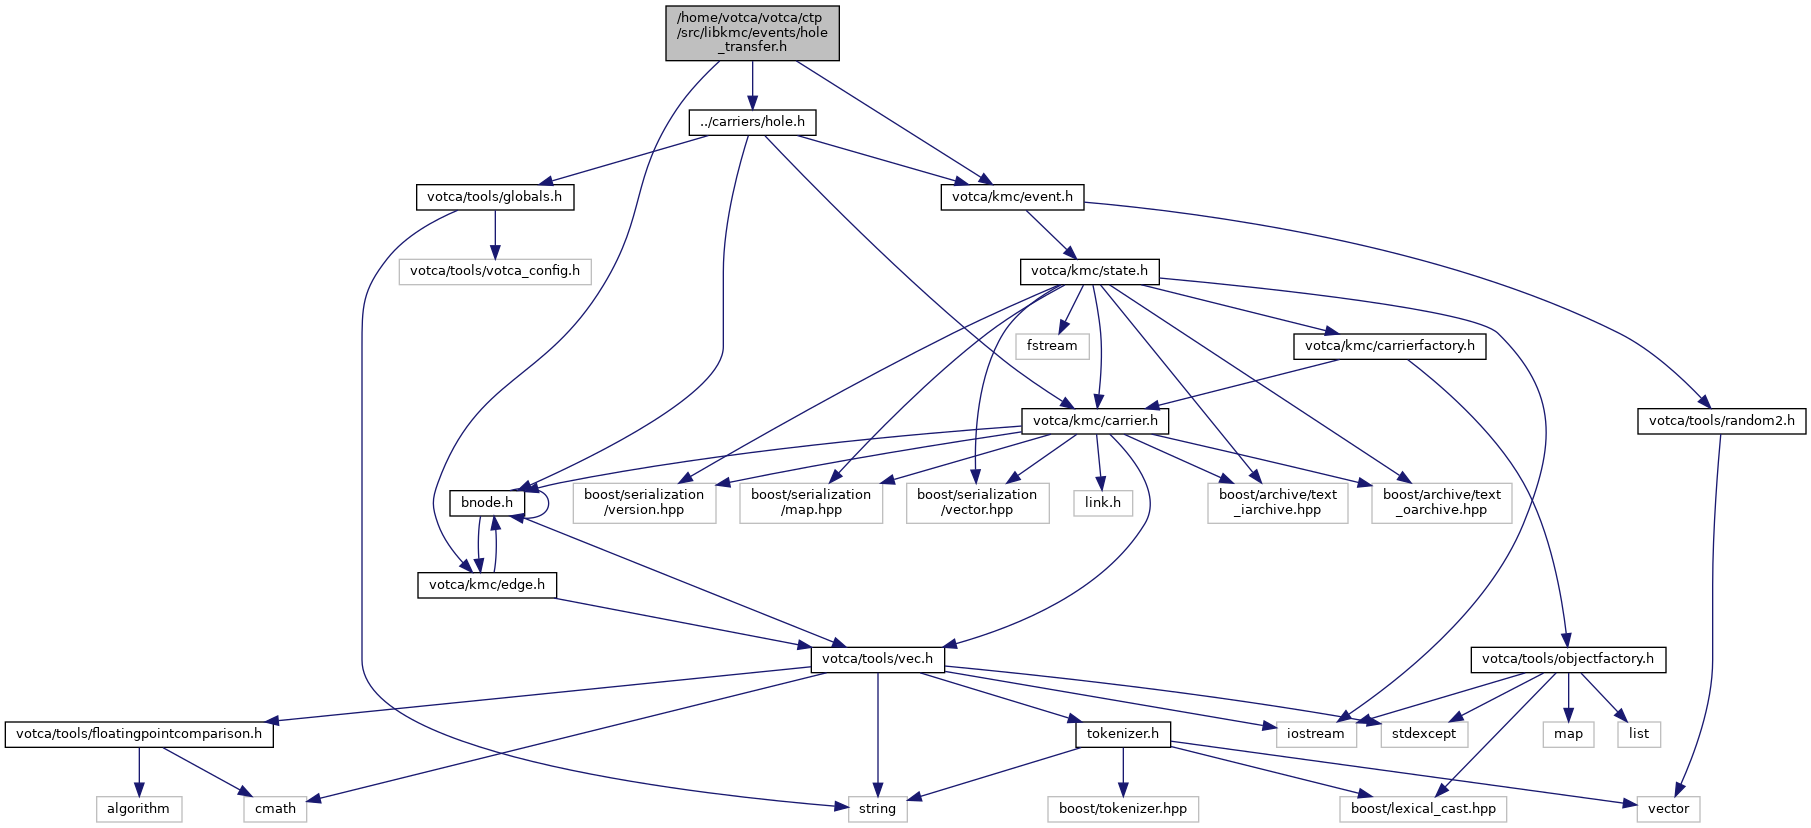 /home/votca/votca/ctp
/src/libkmc/events/hole
_transfer.h
../carriers/hole.h
votca/tools/globals.h
votca/kmc/event.h
votca/tools/votca_config.h
votca/kmc/state.h
fstream
votca/kmc/carrierfactory.h
votca/kmc/carrier.h
votca/tools/random2.h
bnode.h
boost/serialization
/version.hpp
boost/serialization
/map.hpp
boost/serialization
/vector.hpp
link.h
boost/archive/text
_iarchive.hpp
boost/archive/text
_oarchive.hpp
votca/kmc/edge.h
votca/tools/vec.h
votca/tools/objectfactory.h
votca/tools/floatingpointcomparison.h
tokenizer.h
iostream
stdexcept
map
list
algorithm
cmath
string
boost/tokenizer.hpp
boost/lexical_cast.hpp
vector